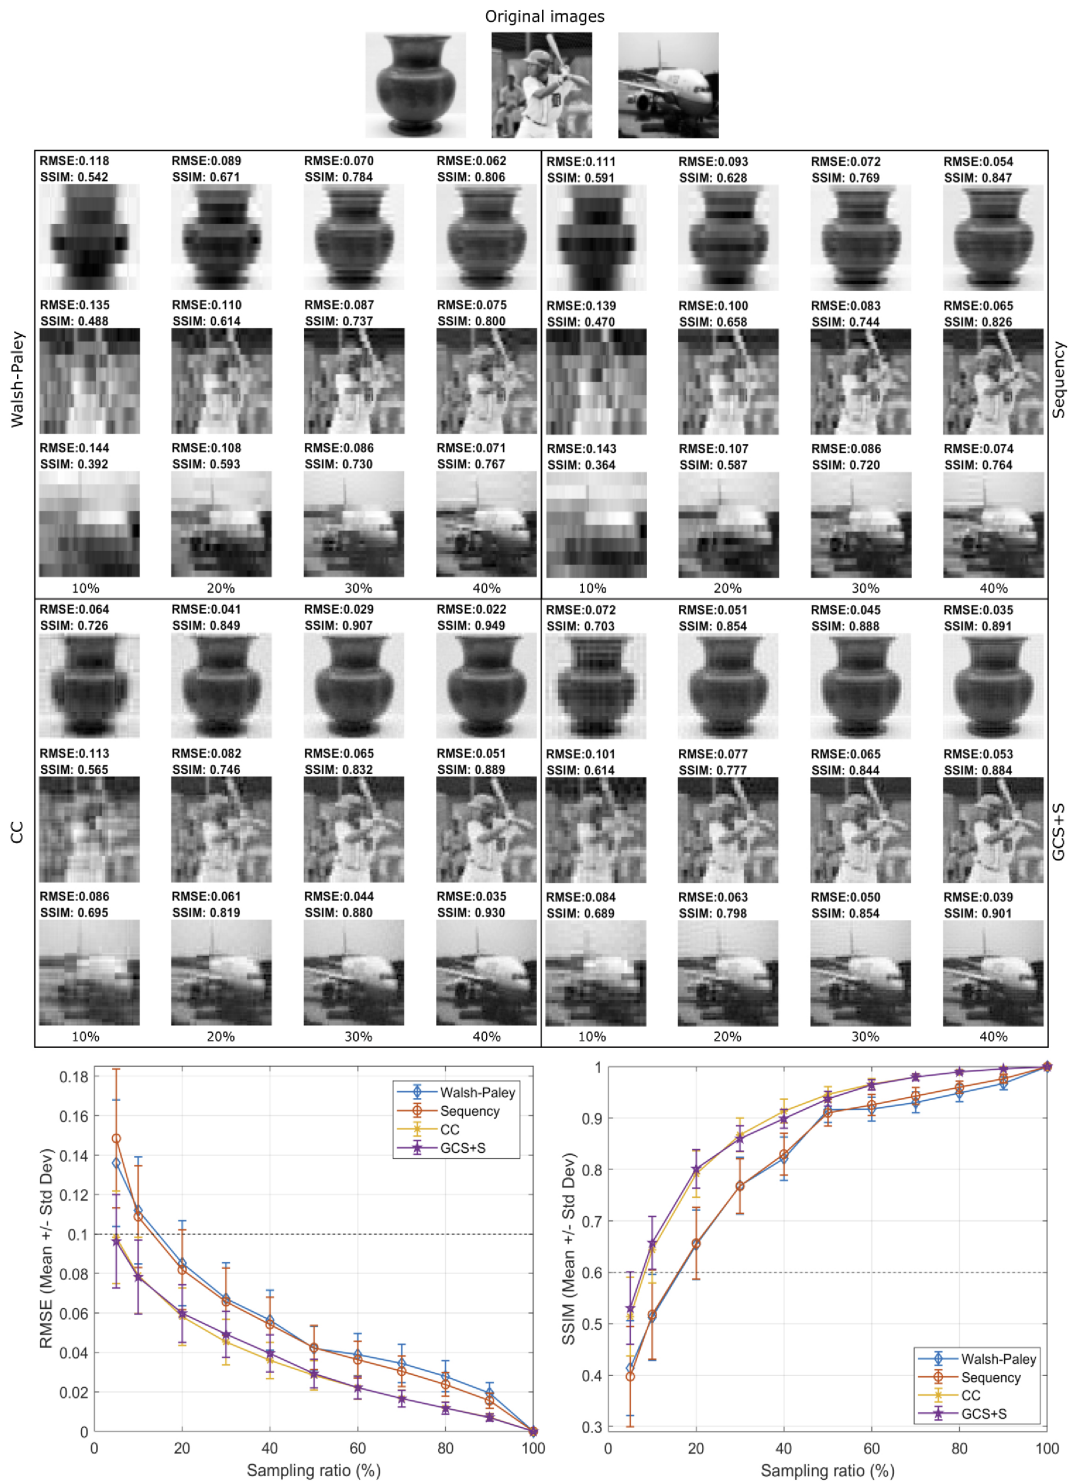 Original images
RMSE:0.118 RMSE:0.089 RMSE:0.070 RMSE:0.062 RMSE:0.111 RMSE:0.093 RMSE:0.072 RMSE:0.054
SSIM: 0.542 SSIM: 0.671 SSIM: 0.784 SSIM: 0.806 SSIM: 0.591 SSIM: 0.628 SSIM: 0.769 SSIM: 0.847
RMSE:0.135 RMSE:0.110 RMSE:0.087 RMSE:0.075 RMSE:0.139 RMSE:0.100 RMSE:0.083 RMSE:0.065
SSIM: 0.488 SSIM: 0.614 SSIM: 0.737 SSIM: 0.800 SSIM: 0.470 SSIM: 0.658 SSIM: 0.744 SSIM: 0.826
Walsh-Paley
Sequency
RMSE:0.144 RMSE:0.108 RMSE:0.086 RMSE:0.071 RMSE:0.143 RMSE:0.107 RMSE:0.086 RMSE:0.074
SSIM: 0.392 SSIM: 0.593 SSIM: 0.730 SSIM: 0.767 SSIM: 0.364 SSIM: 0.587 SSIM: 0.720 SSIM: 0.764
10% 20% 30% 40% 10% 20% 30% 40%
RMSE:0.064 RMSE:0.041 RMSE:0.029 RMSE:0.022 RMSE:0.072 RMSE:0.051 RMSE:0.045 RMSE:0.035
SSIM: 0.726 SSIM: 0.849 SSIM: 0.907 SSIM: 0.949 SSIM: 0.703 SSIM: 0.854 SSIM: 0.888 SSIM: 0.891
RMSE:0.113 RMSE:0.082 RMSE:0.065 RMSE:0.051 RMSE:0.101 RMSE:0.077 RMSE:0.065 RMSE:0.053
SSIM: 0.565 SSIM: 0.746 SSIM: 0.832 SSIM: 0.889 SSIM: 0.614 SSIM: 0.777 SSIM: 0.844 SSIM: 0.884
CC
GCS+S
RMSE:0.086 RMSE:0.061 RMSE:0.044 RMSE:0.035 RMSE:0.084 RMSE:0.063 RMSE:0.050 RMSE:0.039
SSIM: 0.695 SSIM: 0.819 SSIM: 0.880 SSIM: 0.930 SSIM: 0.689 SSIM: 0.798 SSIM: 0.854 SSIM: 0.901
10% 20% 30% 40% 10% 20% 30% 40%
RMSE (Mean +/- Std Dev)
0.18
0.16
0.14
0.12
0.1
0.08
0.06
0.04
0.02
0
Walsh-Paley
Sequency
CC
GCS+S
0 20 40 60 80 100
Sampling ratio (%)
SSIM (Mean +/- Std Dev)
1
0.9
0.8
0.7
0.6
0.5
0.4
0.3
Walsh-Paley
Sequency
CC
GCS+S
0 20 40 60 80 100
Sampling ratio (%)